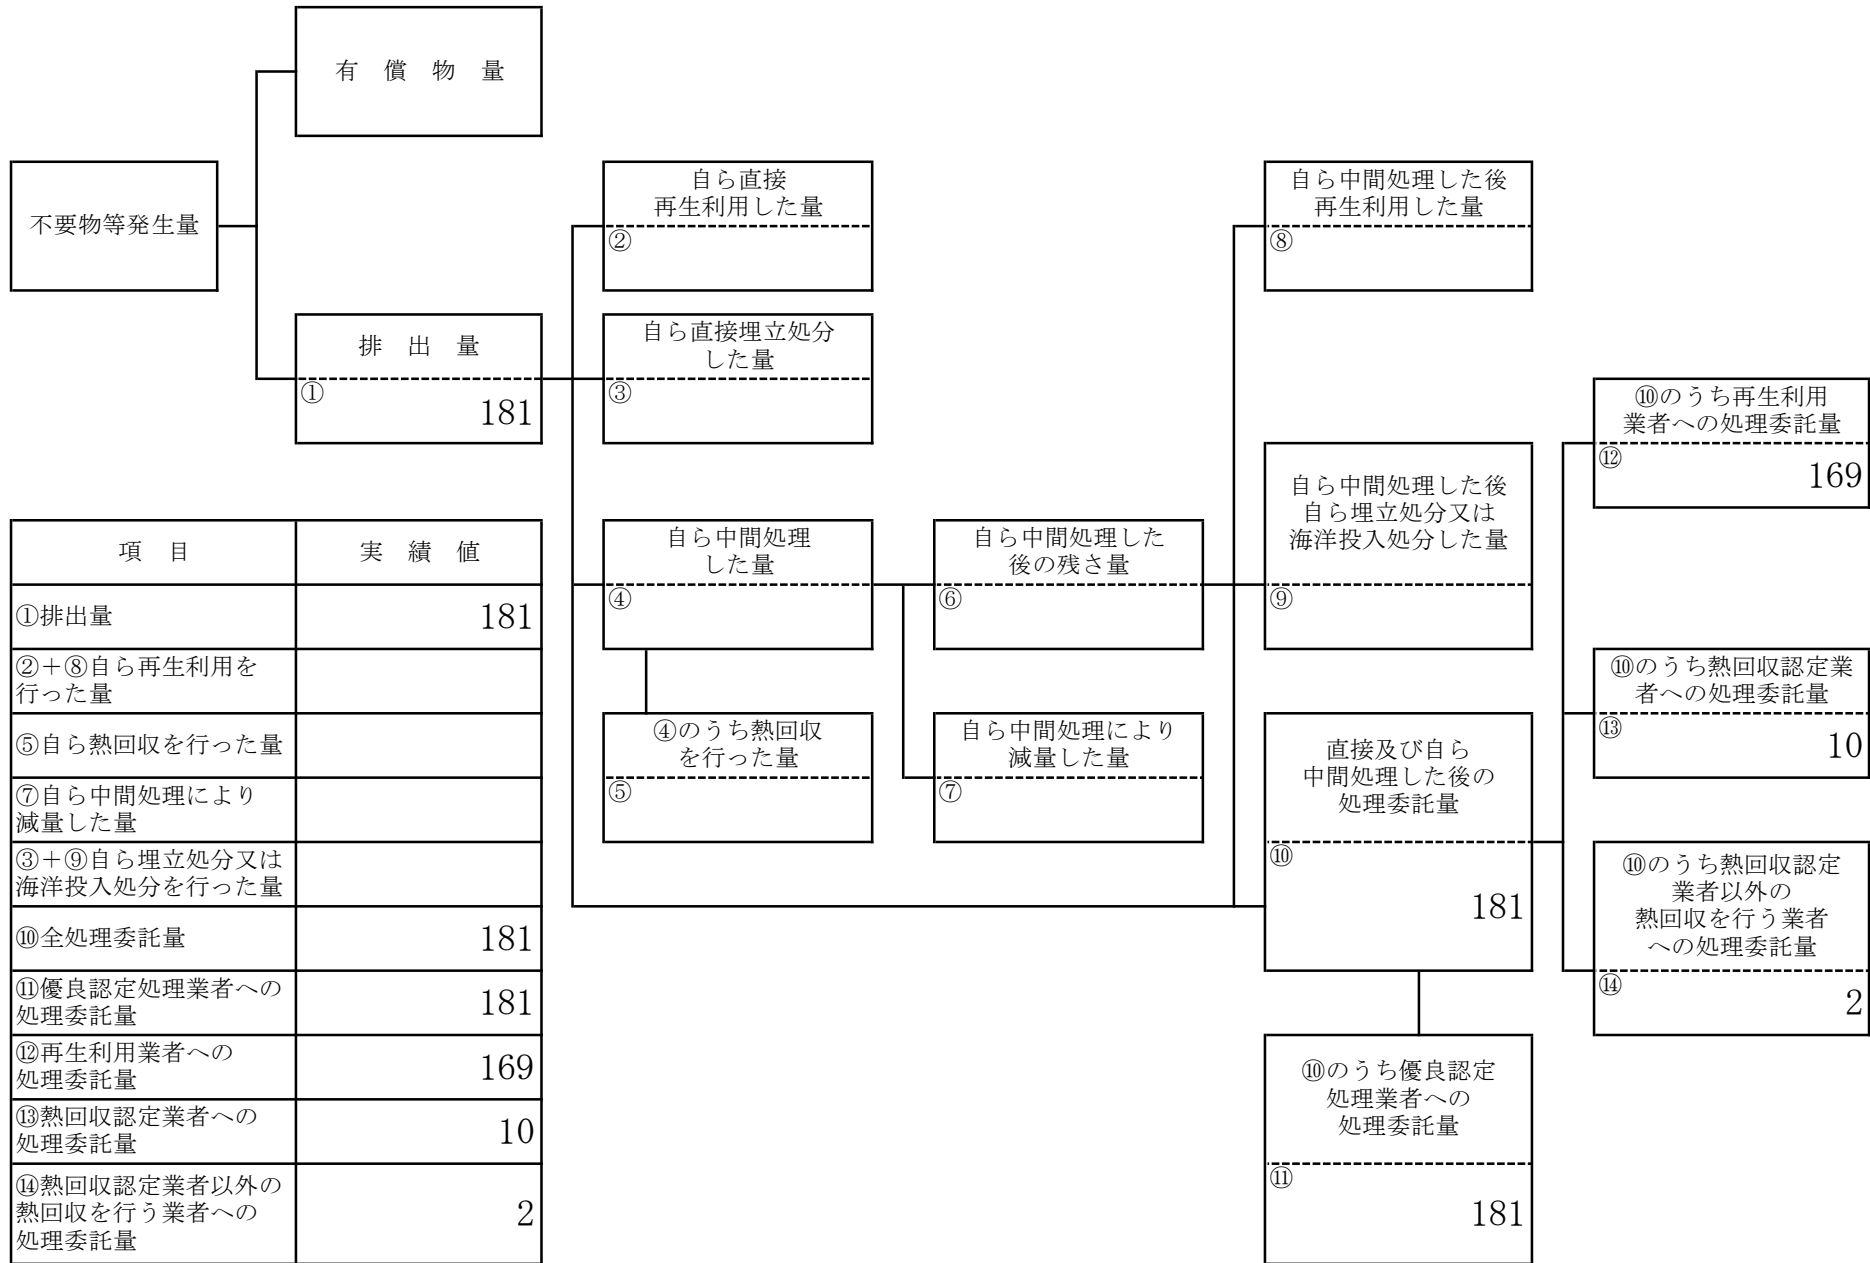 有 償 物 量
不要物等発生量
自ら直接
再生利用した量
②
自ら中間処理した後
再生利用した量
⑧
排 出 量
①
181
自ら直接埋立処分
した量
③
⑩のうち再生利用
業者への処理委託量
⑫
169
自ら中間処理した後
自ら埋立処分又は
海洋投入処分した量
⑨
自ら中間処理
した量
④
自ら中間処理した
後の残さ量
⑥
⑩のうち熱回収認定業
者への処理委託量
⑬
10
④のうち熱回収
を行った量
⑤
自ら中間処理により
減量した量
⑦
直接及び自ら
中間処理した後の
処理委託量
⑩
181
⑩のうち熱回収認定
業者以外の
熱回収を行う業者
への処理委託量
⑭
2
⑩のうち優良認定
処理業者への
処理委託量
⑪
181
項 目
実 績 値
①排出量
181
②＋⑧自ら再生利用を
行った量
⑤自ら熱回収を行った量
⑦自ら中間処理により
減量した量
③＋⑨自ら埋立処分又は
海洋投入処分を行った量
⑩全処理委託量
181
⑪優良認定処理業者への
処理委託量
181
⑫再生利用業者への
処理委託量
169
⑬熱回収認定業者への
処理委託量
10
⑭熱回収認定業者以外の
熱回収を行う業者への
処理委託量
2